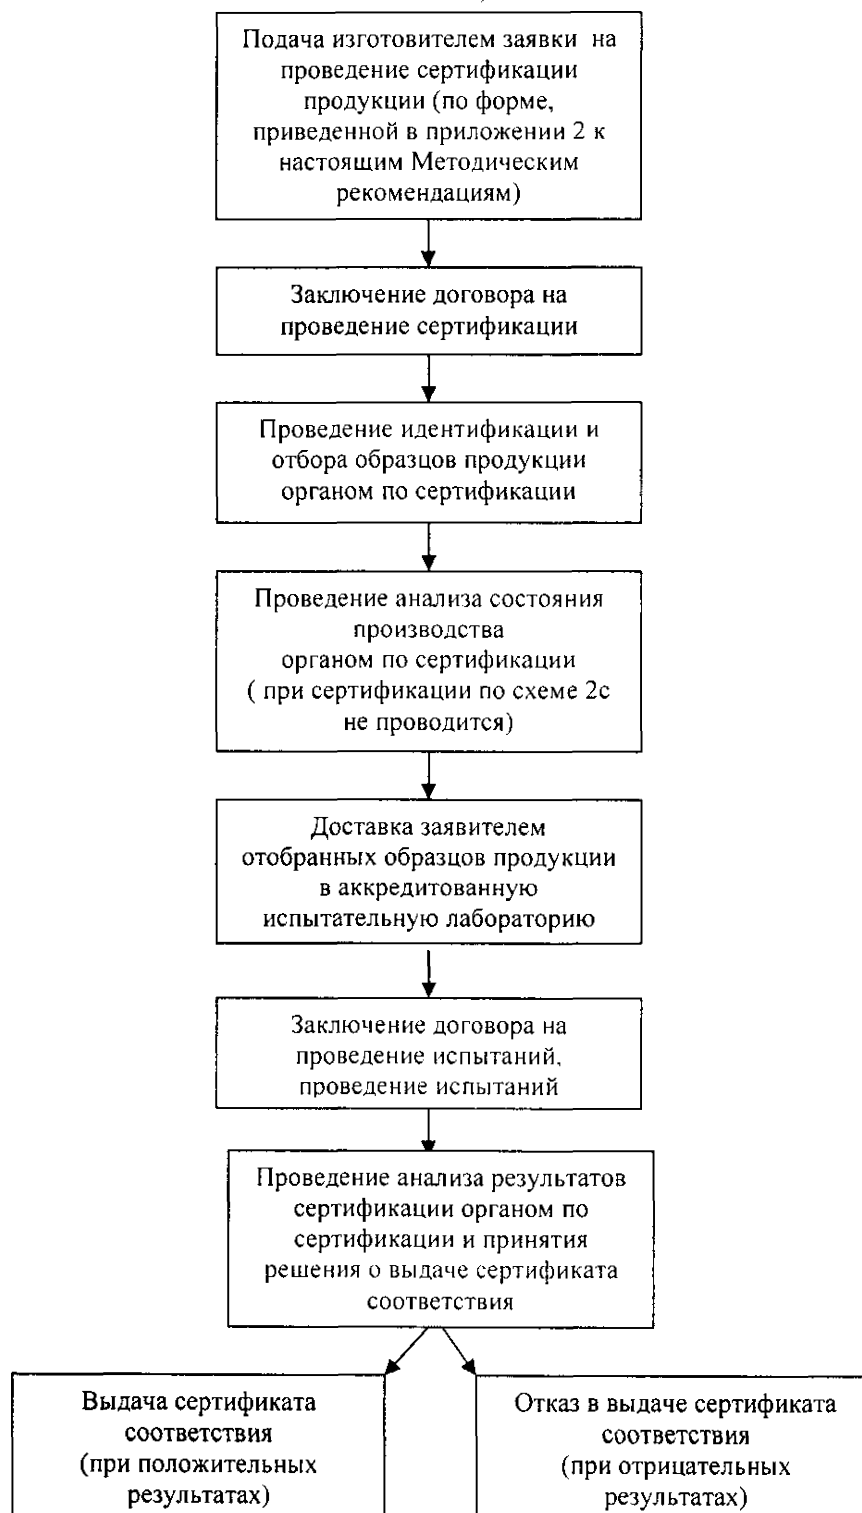 Подача изготовителем заявки на
проведение сертификации
продукции (по форме,
приведенной в приложении 2 к
настоящим Методическим
рекомендациям)
Заключение договора на
проведение сертификации
Проведение идентификации и
отбора образцов продукции
органом по сертификации
Проведение анализа состояния
производства
органом по сертификации
( при сертификации по схеме 2с
не проводится)
Доставка заявителем
отобранных образцов продукции
в аккредитованную
испытательную лабораторию
Заключение договора на
проведение испытаний,
проведение испытаний
Проведение анализа результатов
сертификации органом по
сертификации и принятия
решения о выдаче сертификата
соответствия
Выдача сертификата
соответствия
(при положительных
результатах)
Отказ в выдаче сертификата
соответствия
(при отрицательных
результатах)